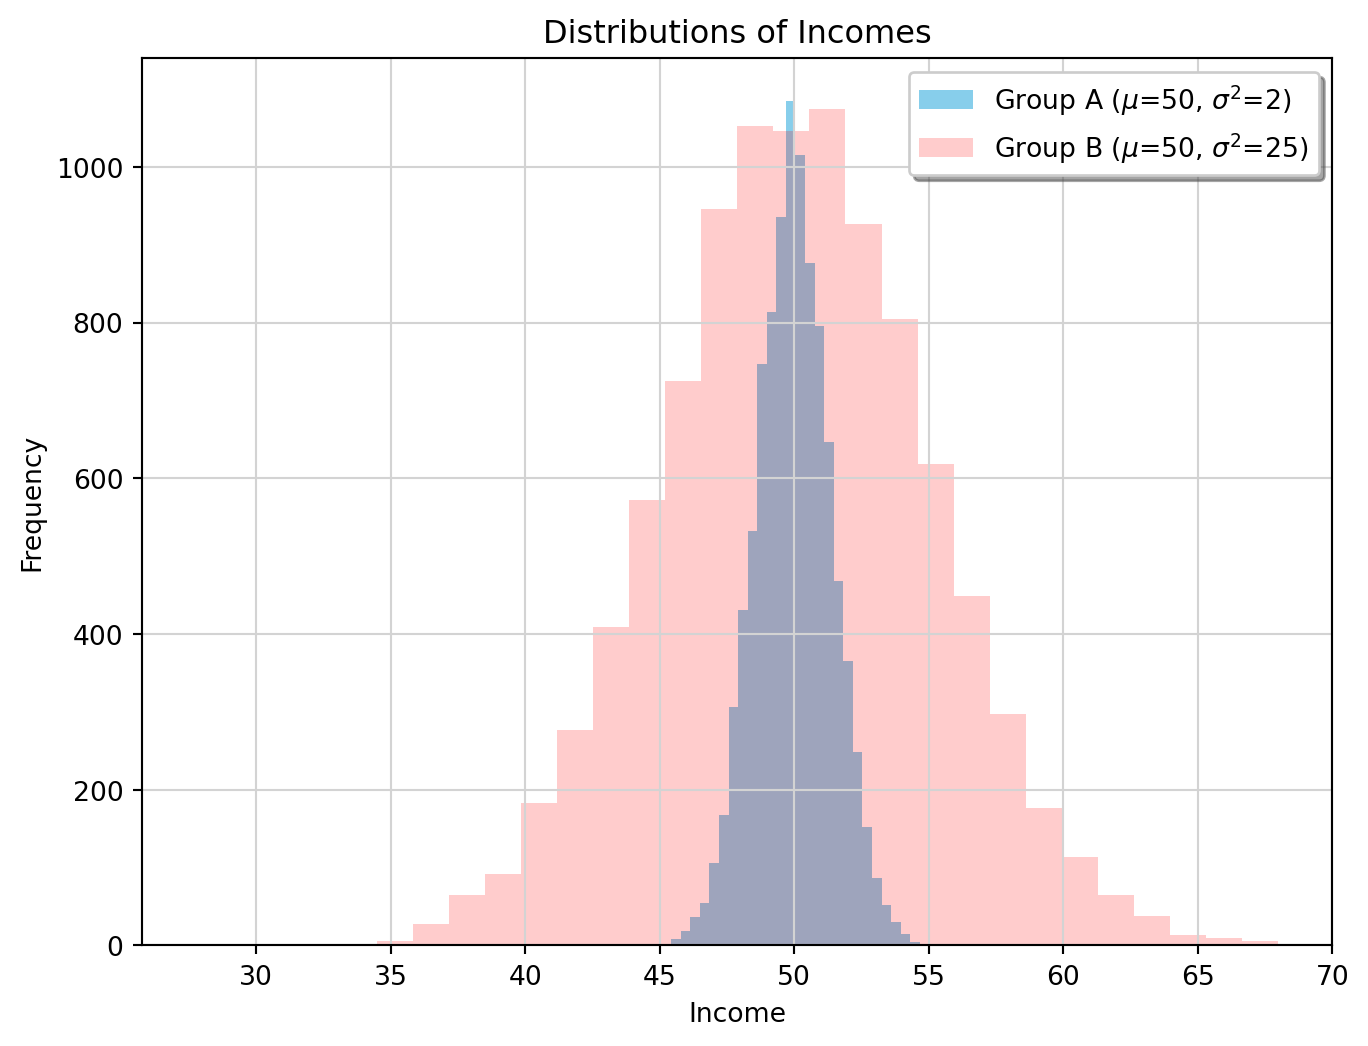 Distributions of Incomes
Group A (μ=50, σ²=2)
Group B (μ=50, σ²=25)
1000
800
600
400
200
0
Frequency
30 35 40 45 50 55 60 65 70
Income